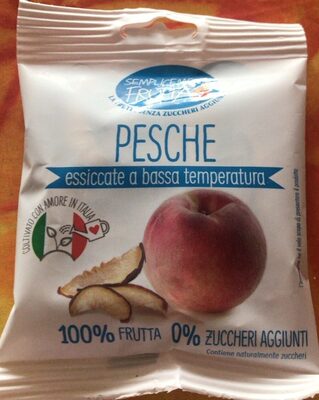 SEMPLICEMENTE
FRUTTA
SENZA ZUCCHERI AGGIUNTI
PESCHE
essiccate a bassa temperatura
COLTIVATO CON AMORE IN ITALIA
100% FRUTTA
0% ZUCCHERI AGGIUNTI
Contiene naturalmente zuccheri